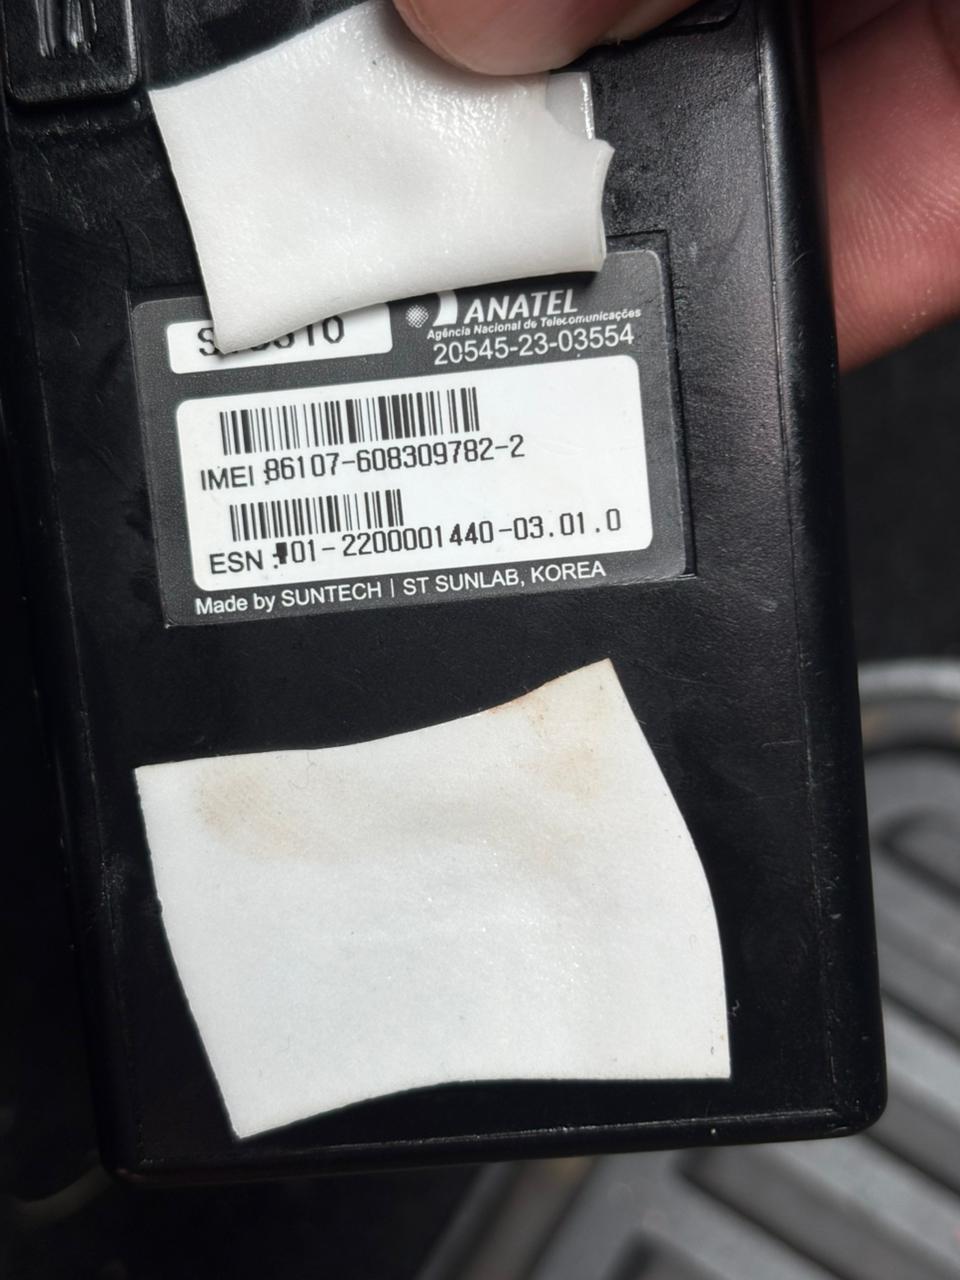 ANATEL
Agência Nacional de Telecomunicações
20545-23-03554
IMEI :86107-608309782-2
ESN :01-2200001440-03.01.0
Made by SUNTECH | ST SUNLAB, KOREA